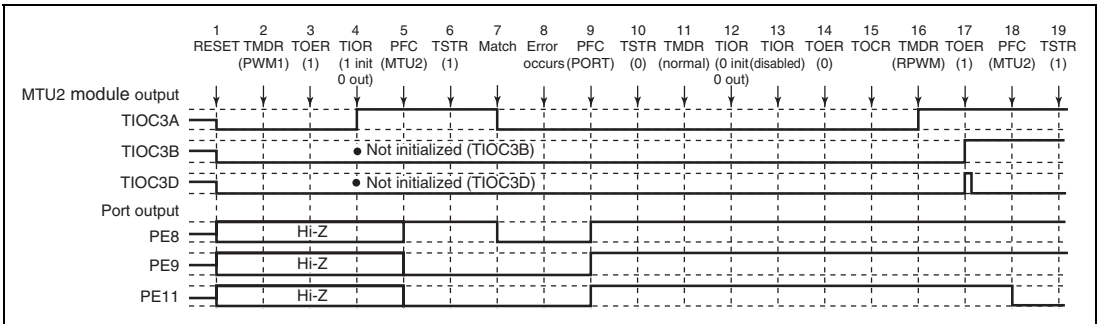 1 2 3 4 5 6 7 8 9 10 11 12 13 14 15 16 17 18 19
RESET TMDR TOER TIOR PFC TSTR Match Error PFC TSTR TMDR TIOR TIOR TOER TOCR TMDR TOER PFC TSTR
(PWM1) (1) (1 init (MTU2) (1) occurs (PORT) (0) (normal) (0 init (disabled) (0) (RPWM) (1) (MTU2) (1)
0 out) 0 out)
MTU2 module output
TIOC3A
TIOC3B • Not initialized (TIOC3B)
TIOC3D • Not initialized (TIOC3D)
Port output
PE8 Hi-Z
PE9 Hi-Z
PE11 Hi-Z